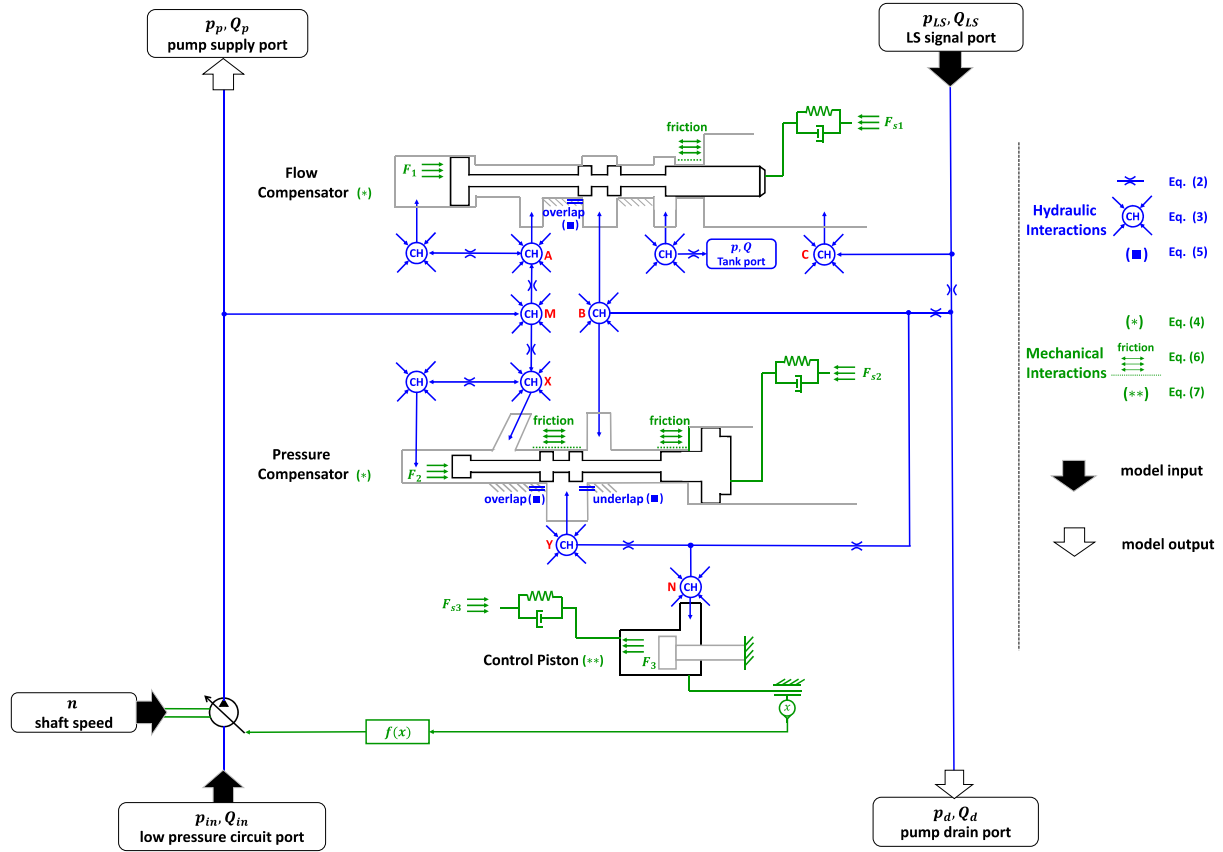 p_p, Q_p
pump supply port
p_LS, Q_LS
LS signal port
friction
F_s1
F_1
Flow
Compensator (*)
overlap
(■)
CH
CH A
CH
p, Q
Tank port
C CH
CH M
B CH
CH
CH X
F_s2
friction
friction
Pressure
Compensator (*)
F_2
overlap (■)
underlap (■)
Y CH
N CH
F_s3
Control Piston (**)
F_3
n
shaft speed
f(x)
x
p_in, Q_in
low pressure circuit port
p_d, Q_d
pump drain port
Hydraulic
Interactions
Eq. (2)
CH
Eq. (3)
(■)
Eq. (5)
Mechanical
Interactions
(*)
Eq. (4)
friction
Eq. (6)
(**)
Eq. (7)
model input
model output